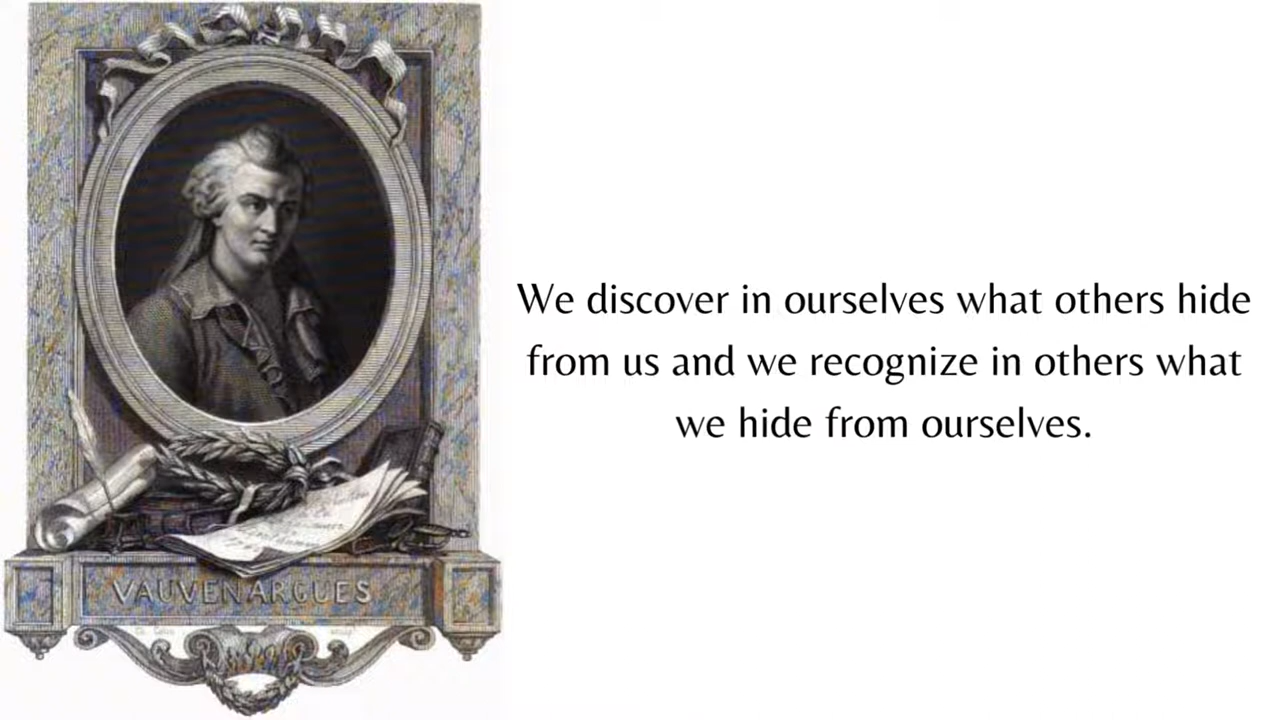 We discover in ourselves what others hide
from us and we recognize in others what
we hide from ourselves.
VAUVENARGUES